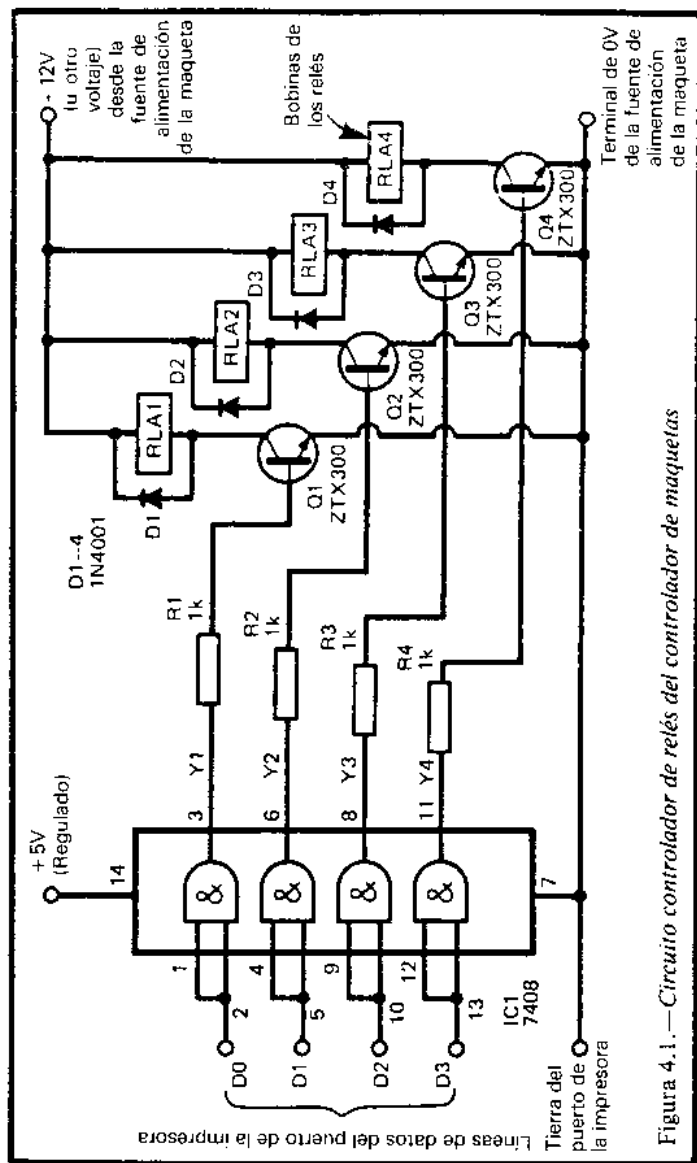 +5V
(Regulado)
14
D1--4
1N4001
- 12V
(u otro
voltaje)
desde la
fuente de
alimentación
de la maqueta
Líneas de datos del puerto de la impresora
D0
D1
D2
D3
1
2
4
5
9
10
12
13
IC1
7408
7
&
&
&
&
3
6
8
11
Y1
Y2
Y3
Y4
R1
1k
R2
1k
R3
1k
R4
1k
D1
RLA1
D2
RLA2
D3
RLA3
D4
RLA4
Bobinas de
los relés
Q1
ZTX300
Q2
ZTX300
Q3
ZTX300
Q4
ZTX300
Tierra del
puerto de
la impresora
Terminal de 0V
de la fuente de
alimentación
de la maqueta
Figura 4.1.—Circuito controlador de relés del controlador de maquetas